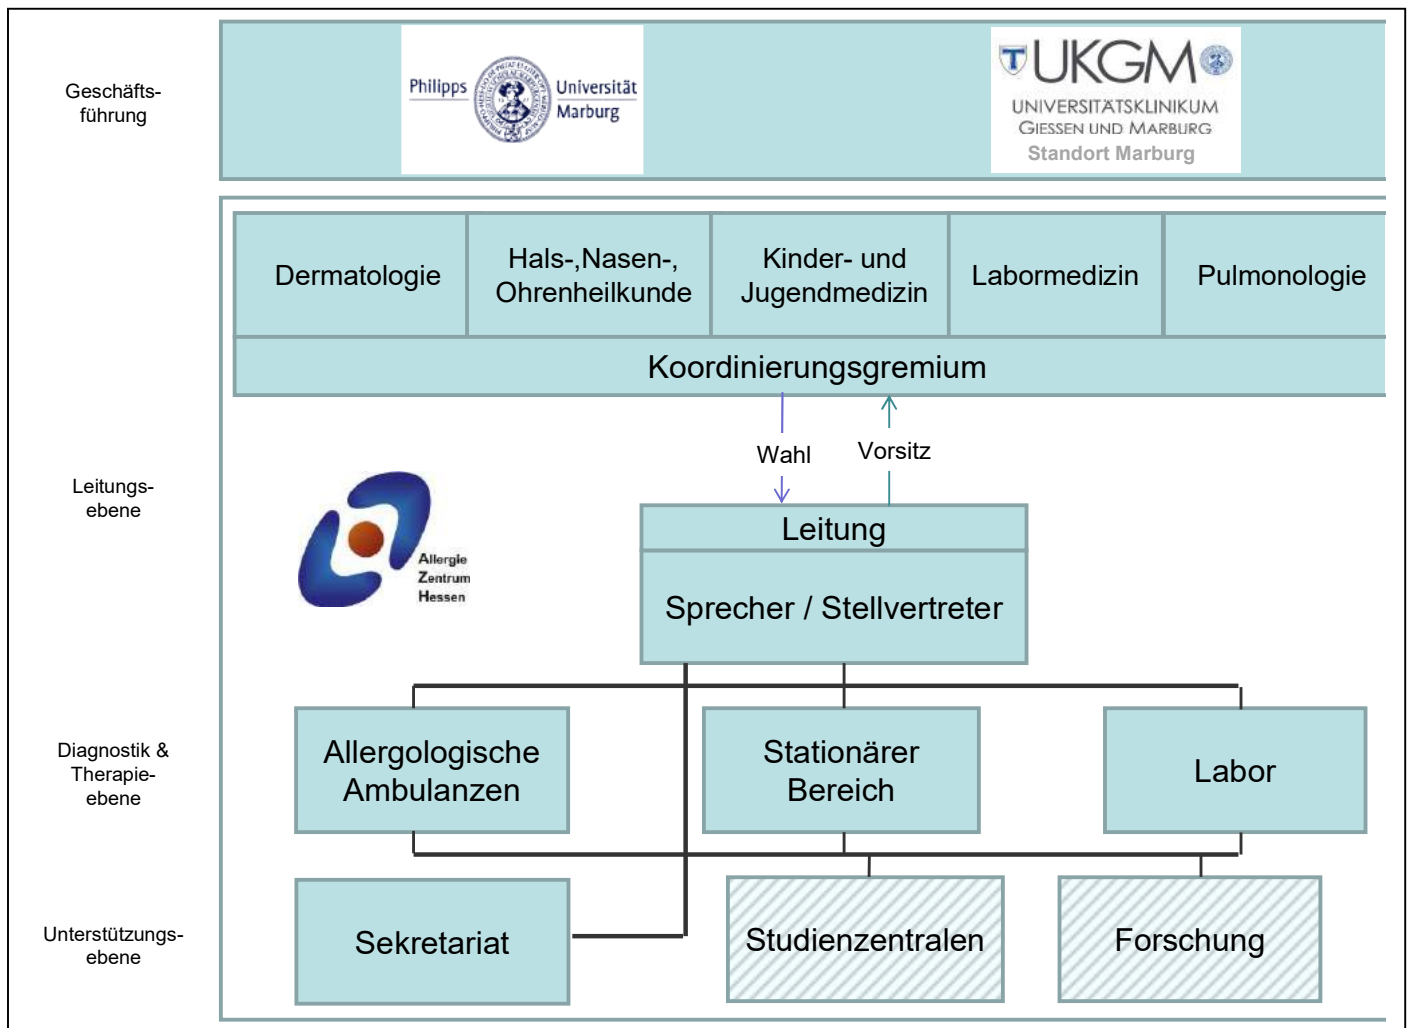 Geschäfts-
führung
Philipps
Universität
Marburg
UKGM
UNIVERSITÄTSKLINIKUM
GIESSEN UND MARBURG
Standort Marburg
Dermatologie
Hals-,Nasen-,
Ohrenheilkunde
Kinder- und
Jugendmedizin
Labormedizin
Pulmonologie
Koordinierungsgremium
Wahl
Vorsitz
Leitungs-
ebene
Allergie
Zentrum
Hessen
Leitung
Sprecher / Stellvertreter
Diagnostik &
Therapie-
ebene
Allergologische
Ambulanzen
Stationärer
Bereich
Labor
Unterstützungs-
ebene
Sekretariat
Studienzentralen
Forschung